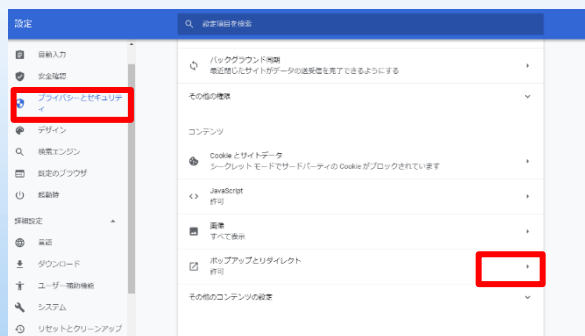 設定
設定項目を検索
自動入力
安全確認
プライバシーとセキュリテ
ィ
デザイン
検索エンジン
既定のブラウザ
起動時
詳細設定
言語
ダウンロード
ユーザー補助機能
システム
リセットとクリーンアップ
バックグラウンド同期
最近閉じたサイトがデータの送受信を完了できるようにする
その他の権限
コンテンツ
Cookie とサイトデータ
シークレット モードでサードパーティの Cookie がブロックされています
JavaScript
許可
画像
すべて表示
ポップアップとリダイレクト
許可
その他のコンテンツの設定